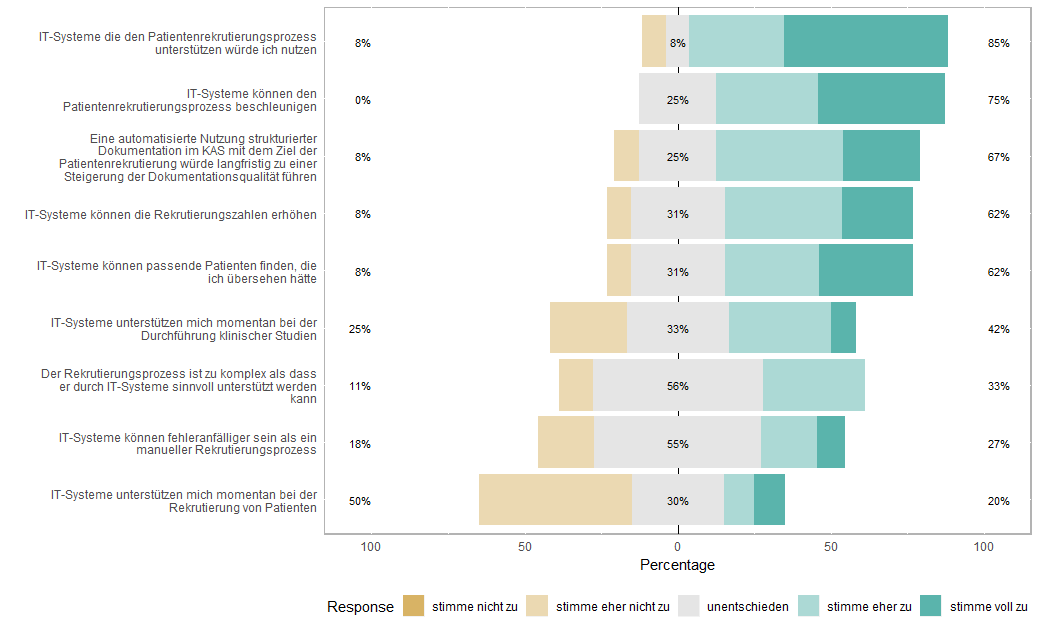 IT-Systeme die den Patientenrekrutierungsprozess
unterstützen würde ich nutzen
8%
8%
85%
IT-Systeme können den
Patientenrekrutierungsprozess beschleunigen
0%
25%
75%
Eine automatisierte Nutzung strukturierter
Dokumentation im KAS mit dem Ziel der
Patientenrekrutierung würde langfristig zu einer
Steigerung der Dokumentationsqualität führen
8%
25%
67%
IT-Systeme können die Rekrutierungszahlen erhöhen
8%
31%
62%
IT-Systeme können passende Patienten finden, die
ich übersehen hätte
8%
31%
62%
IT-Systeme unterstützen mich momentan bei der
Durchführung klinischer Studien
25%
33%
42%
Der Rekrutierungsprozess ist zu komplex als dass
er durch IT-Systeme sinnvoll unterstützt werden
kann
11%
56%
33%
IT-Systeme können fehleranfälliger sein als ein
manueller Rekrutierungsprozess
18%
55%
27%
IT-Systeme unterstützen mich momentan bei der
Rekrutierung von Patienten
50%
30%
20%
100 50 0 50 100
Percentage
Response stimme nicht zu stimme eher nicht zu unentschieden stimme eher zu stimme voll zu